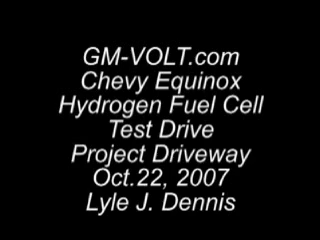 GM-VOLT.com
Chevy Equinox
Hydrogen Fuel Cell
Test Drive
Project Driveway
Oct.22, 2007
Lyle J. Dennis